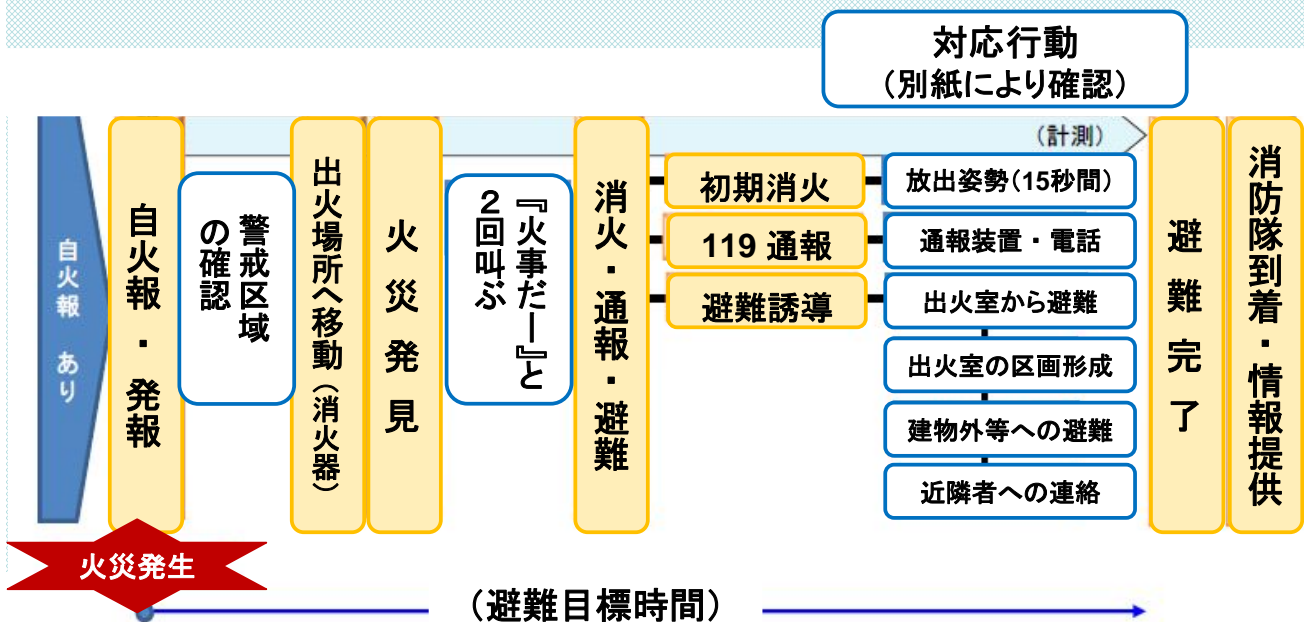 対応行動
（別紙により確認）
（計測）
自火報　あり
自火報・発報
警戒区域
の確認
出火場所へ移動（消火器）
火災発見
『火事だー』と
２回叫ぶ
消火・通報・避難
初期消火
放出姿勢（15秒間）
119 通報
通報装置・電話
避難誘導
出火室から避難
出火室の区画形成
建物外等への避難
近隣者への連絡
避難完了
消防隊到着・情報提供
火災発生
（避難目標時間）